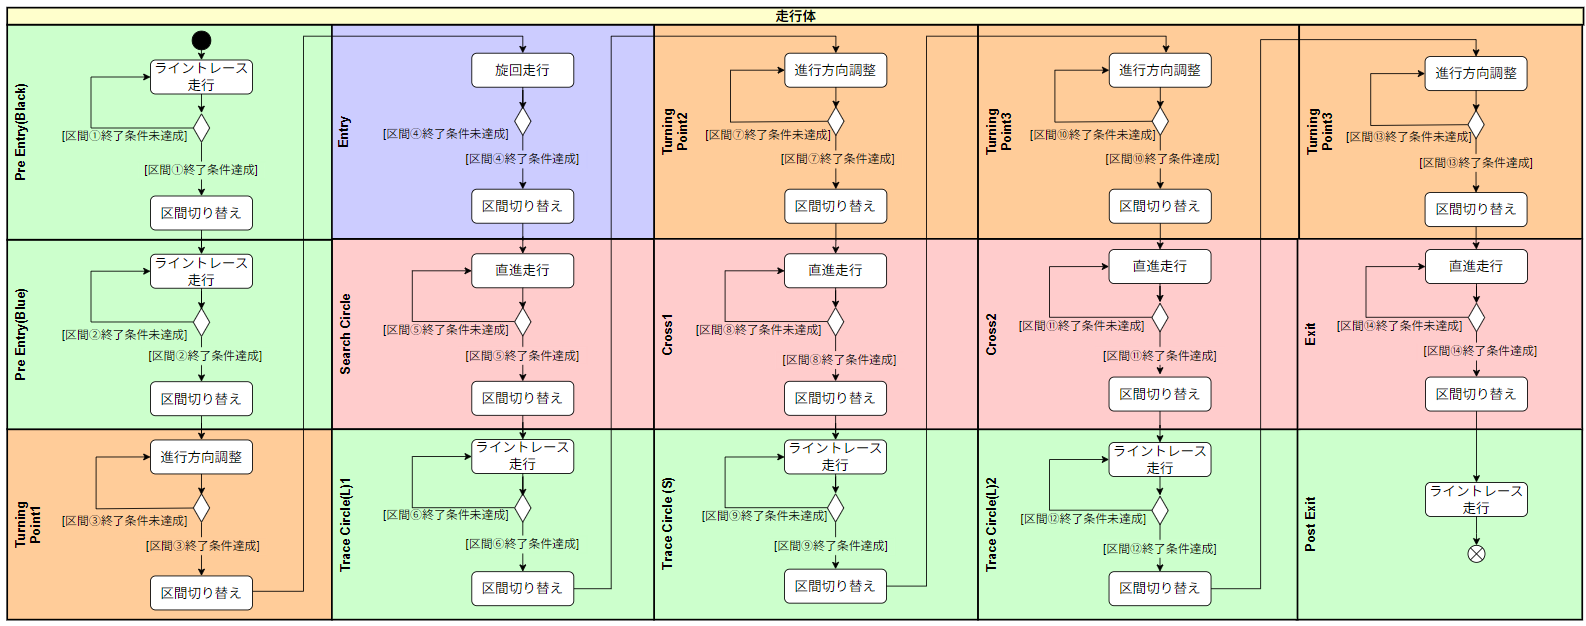 走行体
Pre Entry(Black)
ライントレース
走行
[区間①終了条件未達成]
[区間①終了条件達成]
区間切り替え
Pre Entry(Blue)
ライントレース
走行
[区間②終了条件未達成]
[区間②終了条件達成]
区間切り替え
Turning
Point1
進行方向調整
[区間③終了条件未達成]
[区間③終了条件達成]
区間切り替え
Entry
旋回走行
[区間④終了条件未達成]
[区間④終了条件達成]
区間切り替え
Search Circle
直進走行
[区間⑤終了条件未達成]
[区間⑤終了条件達成]
区間切り替え
Trace Circle(L)1
ライントレース
走行
[区間⑥終了条件未達成]
[区間⑥終了条件達成]
区間切り替え
Turning
Point2
進行方向調整
[区間⑦終了条件未達成]
[区間⑦終了条件達成]
区間切り替え
Cross1
直進走行
[区間⑧終了条件未達成]
[区間⑧終了条件達成]
区間切り替え
Trace Circle (S)
ライントレース
走行
[区間⑨終了条件未達成]
[区間⑨終了条件達成]
区間切り替え
Turning
Point3
進行方向調整
[区間⑩終了条件未達成]
[区間⑩終了条件達成]
区間切り替え
Cross2
直進走行
[区間⑪終了条件未達成]
[区間⑪終了条件達成]
区間切り替え
Trace Circle(L)2
ライントレース
走行
[区間⑫終了条件未達成]
[区間⑫終了条件達成]
区間切り替え
Turning
Point3
進行方向調整
[区間⑬終了条件未達成]
[区間⑬終了条件達成]
区間切り替え
Exit
直進走行
[区間⑭終了条件未達成]
[区間⑭終了条件達成]
区間切り替え
Post Exit
ライントレース
走行